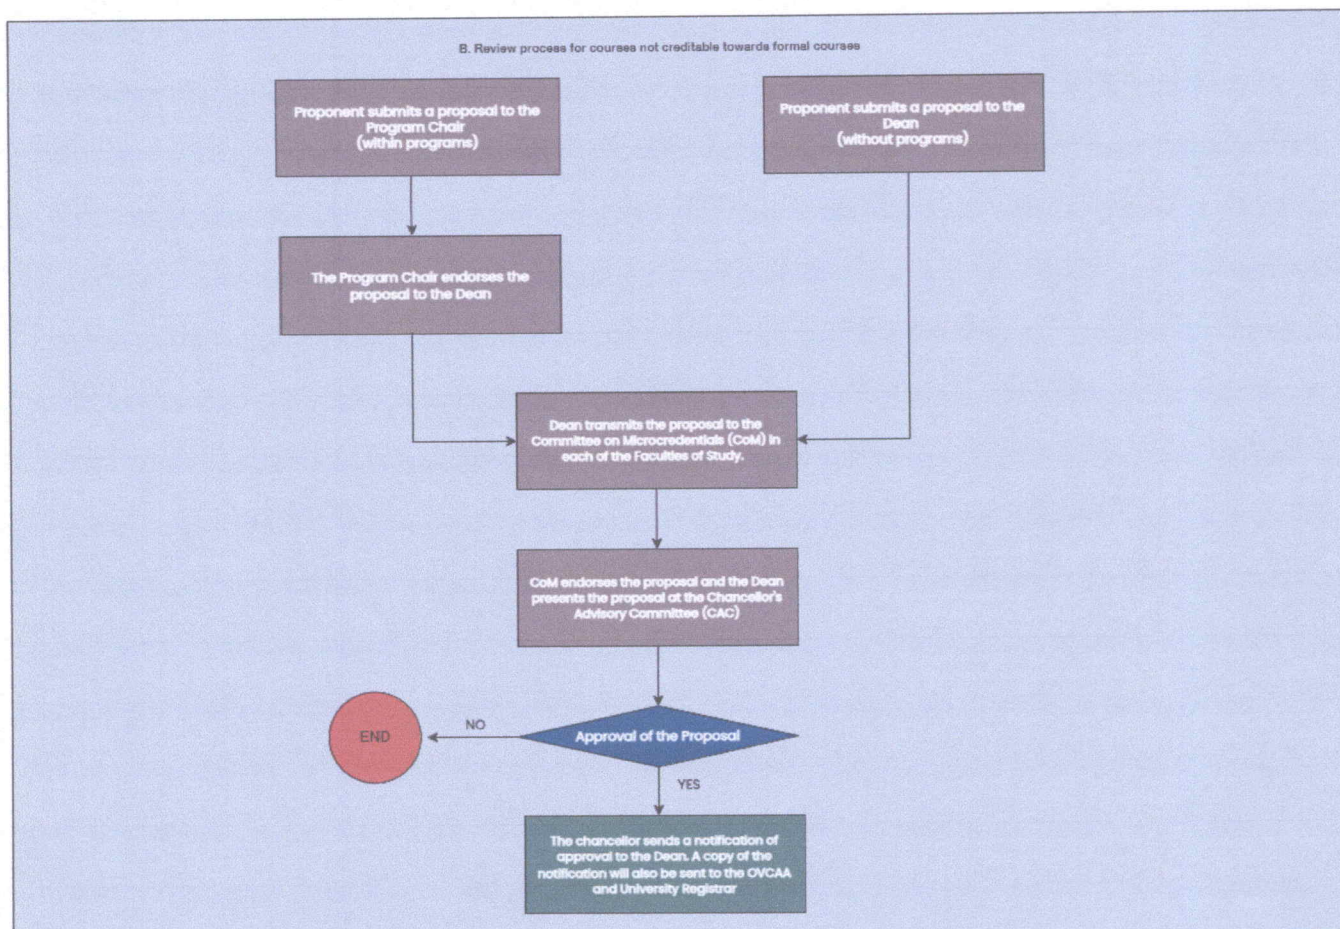 B. Review process for courses not creditable towards formal courses
Proponent submits a proposal to the
Program Chair
(within programs)
Proponent submits a proposal to the
Dean
(without programs)
The Program Chair endorses the
proposal to the Dean
Dean transmits the proposal to the
Committee on Microcredentials (CoM) in
each of the Faculties of Study.
CoM endorses the proposal and the Dean
presents the proposal at the Chancellor's
Advisory Committee (CAC)
END
NO
Approval of the Proposal
YES
The chancellor sends a notification of
approval to the Dean. A copy of the
notification will also be sent to the OVCAA
and University Registrar